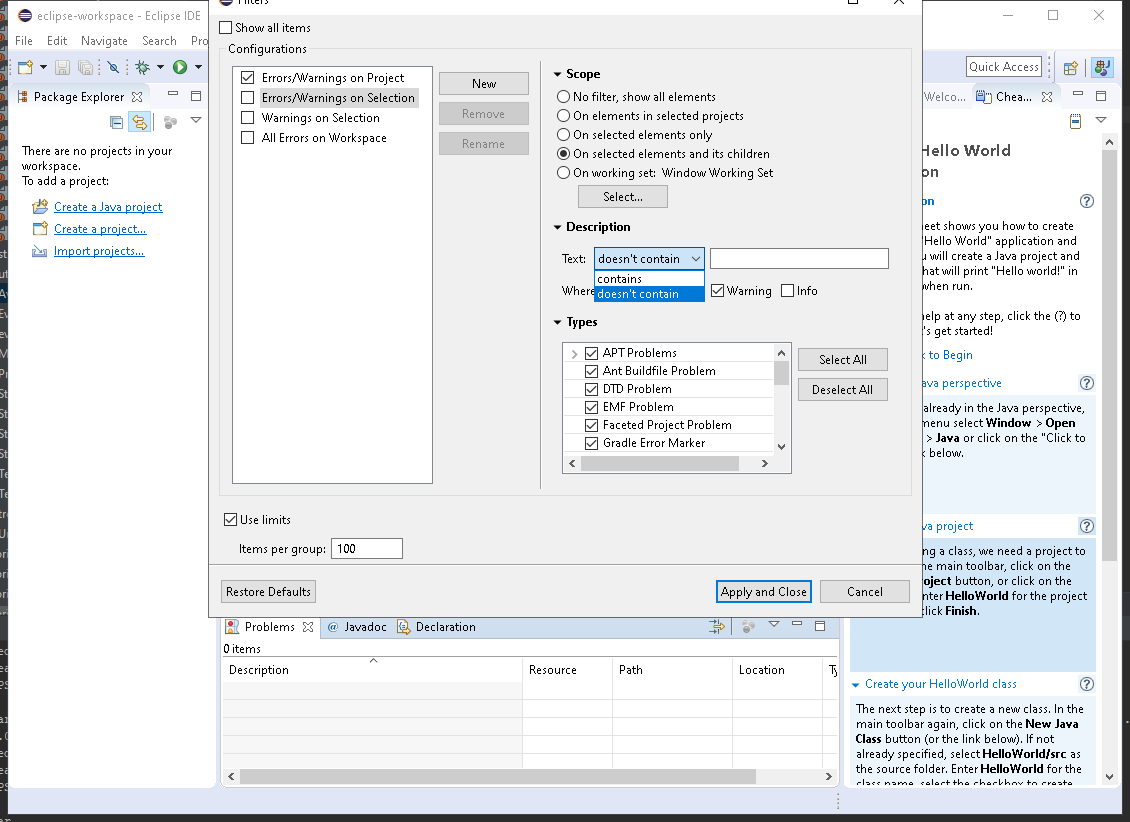 eclipse-workspace - Eclipse IDE
File Edit Navigate Search Pro
Quick Access
Package Explorer
Welco... Chea...
There are no projects in your
workspace.
To add a project:
Create a Java project
Create a project...
Import projects...
Filters
Show all items
Configurations
Errors/Warnings on Project
Errors/Warnings on Selection
Warnings on Selection
All Errors on Workspace
New
Remove
Rename
Scope
No filter, show all elements
On elements in selected projects
On selected elements only
On selected elements and its children
On working set: Window Working Set
Select...
Description
Text: doesn't contain
contains
doesn't contain
Where
Warning Info
Types
APT Problems
Ant Buildfile Problem
DTD Problem
EMF Problem
Faceted Project Problem
Gradle Error Marker
Select All
Deselect All
Use limits
Items per group: 100
Restore Defaults
Apply and Close Cancel
Problems @ Javadoc Declaration
0 items
Description Resource Path Location Ty
Hello World
on
on
eet shows you how to create
"Hello World" application and
u will create a Java project and
hat will print "Hello world!" in
when run.
elp at any step, click the (?) to
's get started!
k to Begin
ava perspective
already in the Java perspective,
menu select Window > Open
> Java or click on the "Click to
k below.
va project
ng a class, we need a project to
he main toolbar, click on the
oject button, or click on the
nter HelloWorld for the project
lick Finish.
Create your HelloWorld class
The next step is to create a new class. In the
main toolbar again, click on the New Java
Class button (or the link below). If not
already specified, select HelloWorld/src as
the source folder. Enter HelloWorld for the
class name, select the checkbox to create